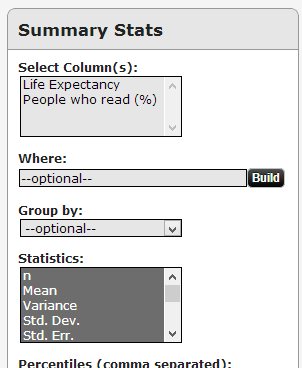 Summary Stats
Select Column(s):
Life Expectancy
People who read (%)
Where:
--optional-- Build
Group by:
--optional--
Statistics:
n
Mean
Variance
Std. Dev.
Std. Err.
Percentiles (comma separated):